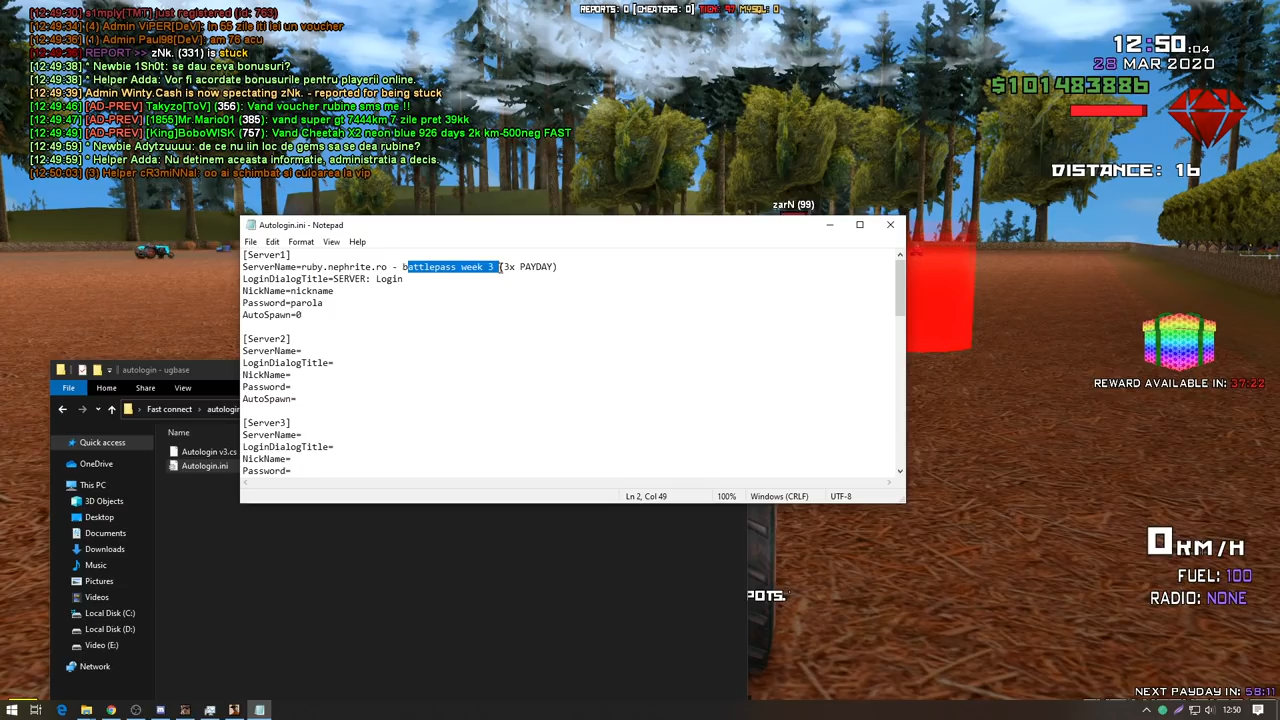 [12:49:30] s1mply[TMT] just registered (id: 763)
[12:49:34] (4) Admin ViPER[DeV]: in 65 zile iti iei un voucher
[12:49:36] (1) Admin Paul98[DeV]: am 76 acu
REPORT >> zNk. (331) is stuck
[12:49:38] * Newbie 1Sh0t: se dau ceva bonusuri?
[12:49:38] * Helper Adda: Vor fi acordate bonusurile pentru playerii online.
[12:49:39] Admin Winty.Cash is now spectating zNk. - reported for being stuck
[12:49:46] [AD-PREV] Takyzo[ToV] (356): Vand voucher rubine sms me !!
[12:49:47] [AD-PREV] [1855]Mr.Mario01 (385): vand super gt 7444km 7 zile pret 39kk
[12:49:49] [AD-PREV] [King]BoboWISK (757): Vand Cheetah X2 neon blue 926 days 2k km-500neg FAST
[12:49:59] * Newbie Adytzuuuu: de ce nu iin loc de gems sa se dea rubine?
[12:49:59] * Helper Adda: Nu detinem aceasta informatie, administratia a decis.
[12:50:03] (3) Helper cR3miNNal: oo ai schimbat si culoarea la vip
REPORTS: 0 [CHEATERS: 0] TICK: 97 MYSQL: 0
12:50:04
28 MAR 2020
$101483886
DISTANCE: 16
zarN (99)
REWARD AVAILABLE IN: 37:22
0 KM/H
FUEL: 100
RADIO: NONE
POTS.
NEXT PAYDAY IN: 58:11
Autologin.ini - Notepad
File Edit Format View Help
[Server1]
ServerName=ruby.nephrite.ro - battlepass week 3 (3x PAYDAY)
LoginDialogTitle=SERVER: Login
NickName=nickname
Password=parola
AutoSpawn=0
[Server2]
ServerName=
LoginDialogTitle=
NickName=
Password=
AutoSpawn=
[Server3]
ServerName=
LoginDialogTitle=
NickName=
Password=
Ln 2, Col 49 100% Windows (CRLF) UTF-8
autologin - ugbase
File Home Share View
Fast connect autologin
Name
Autologin v3.cs
Autologin.ini
Quick access
OneDrive
This PC
3D Objects
Desktop
Documents
Downloads
Music
Pictures
Videos
Local Disk (C:)
Local Disk (D:)
Video (E:)
Network
12:50